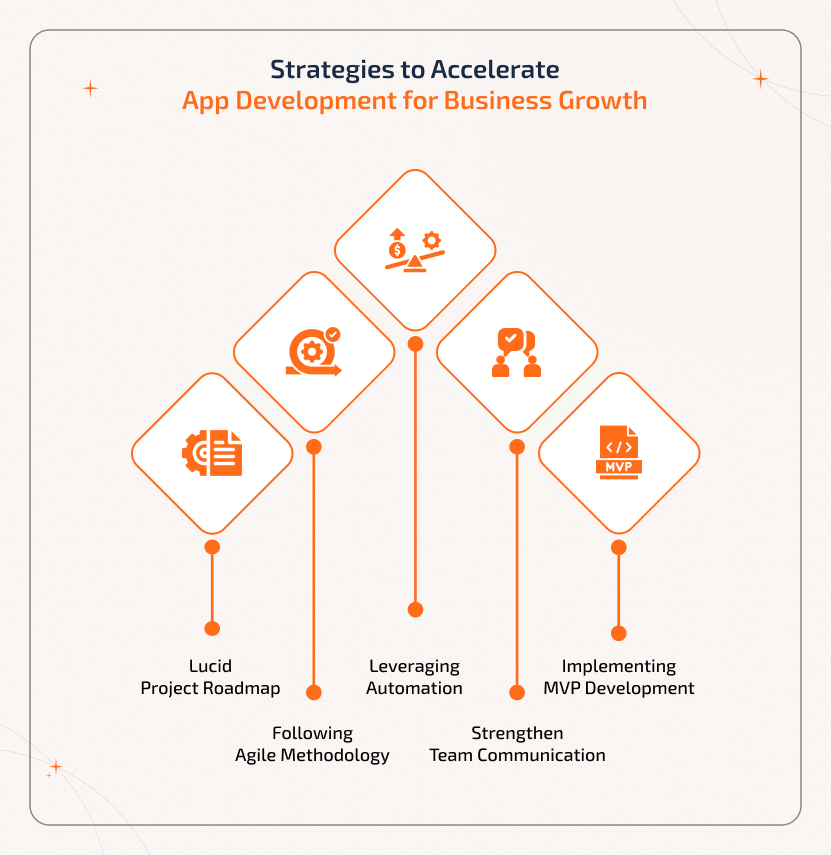 Strategies to Accelerate
App Development for Business Growth
$
</>
MVP
Lucid
Project Roadmap
Following
Agile Methodology
Leveraging
Automation
Strengthen
Team Communication
Implementing
MVP Development